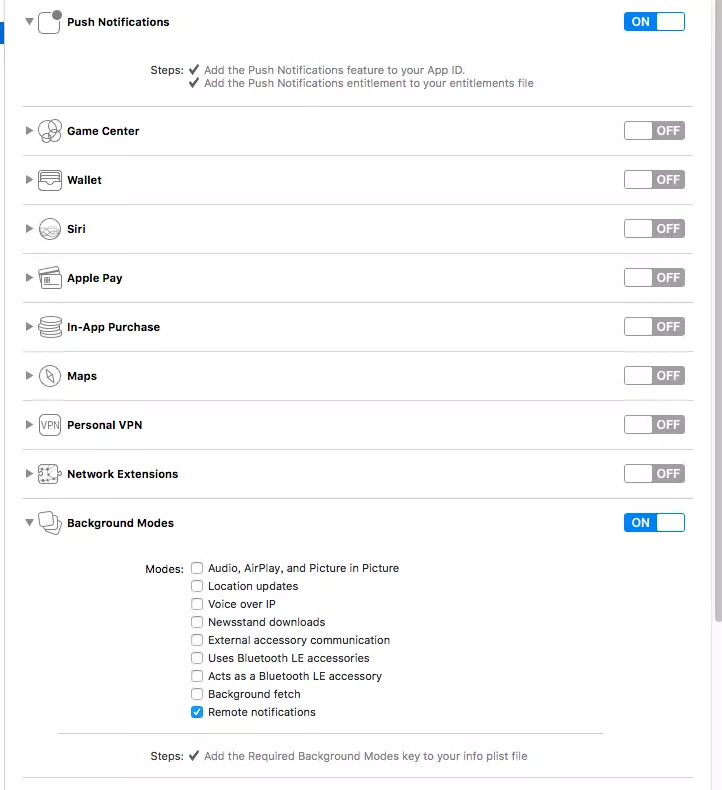 Push Notifications ON
Steps: ✔ Add the Push Notifications feature to your App ID.
✔ Add the Push Notifications entitlement to your entitlements file
Game Center OFF
Wallet OFF
Siri OFF
Apple Pay OFF
In-App Purchase OFF
Maps OFF
VPN Personal VPN OFF
Network Extensions OFF
Background Modes ON
Modes: Audio, AirPlay, and Picture in Picture
Location updates
Voice over IP
Newsstand downloads
External accessory communication
Uses Bluetooth LE accessories
Acts as a Bluetooth LE accessory
Background fetch
Remote notifications
Steps: ✔ Add the Required Background Modes key to your info plist file